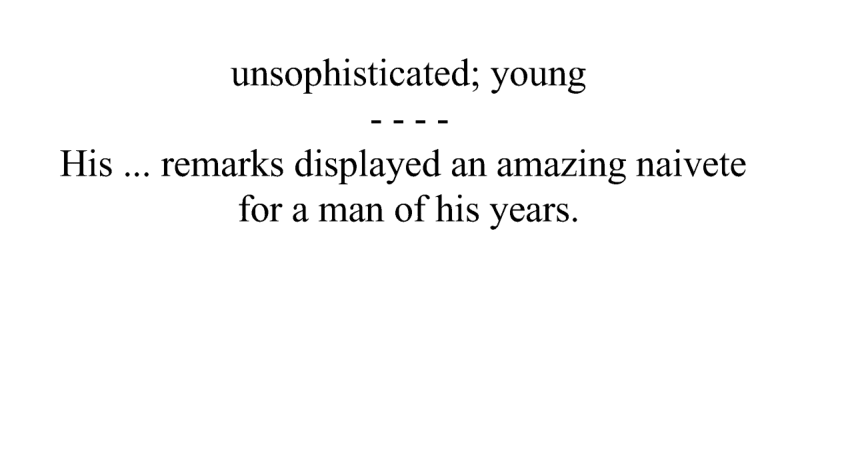 unsophisticated; young
- - - -
His ... remarks displayed an amazing naivete
for a man of his years.